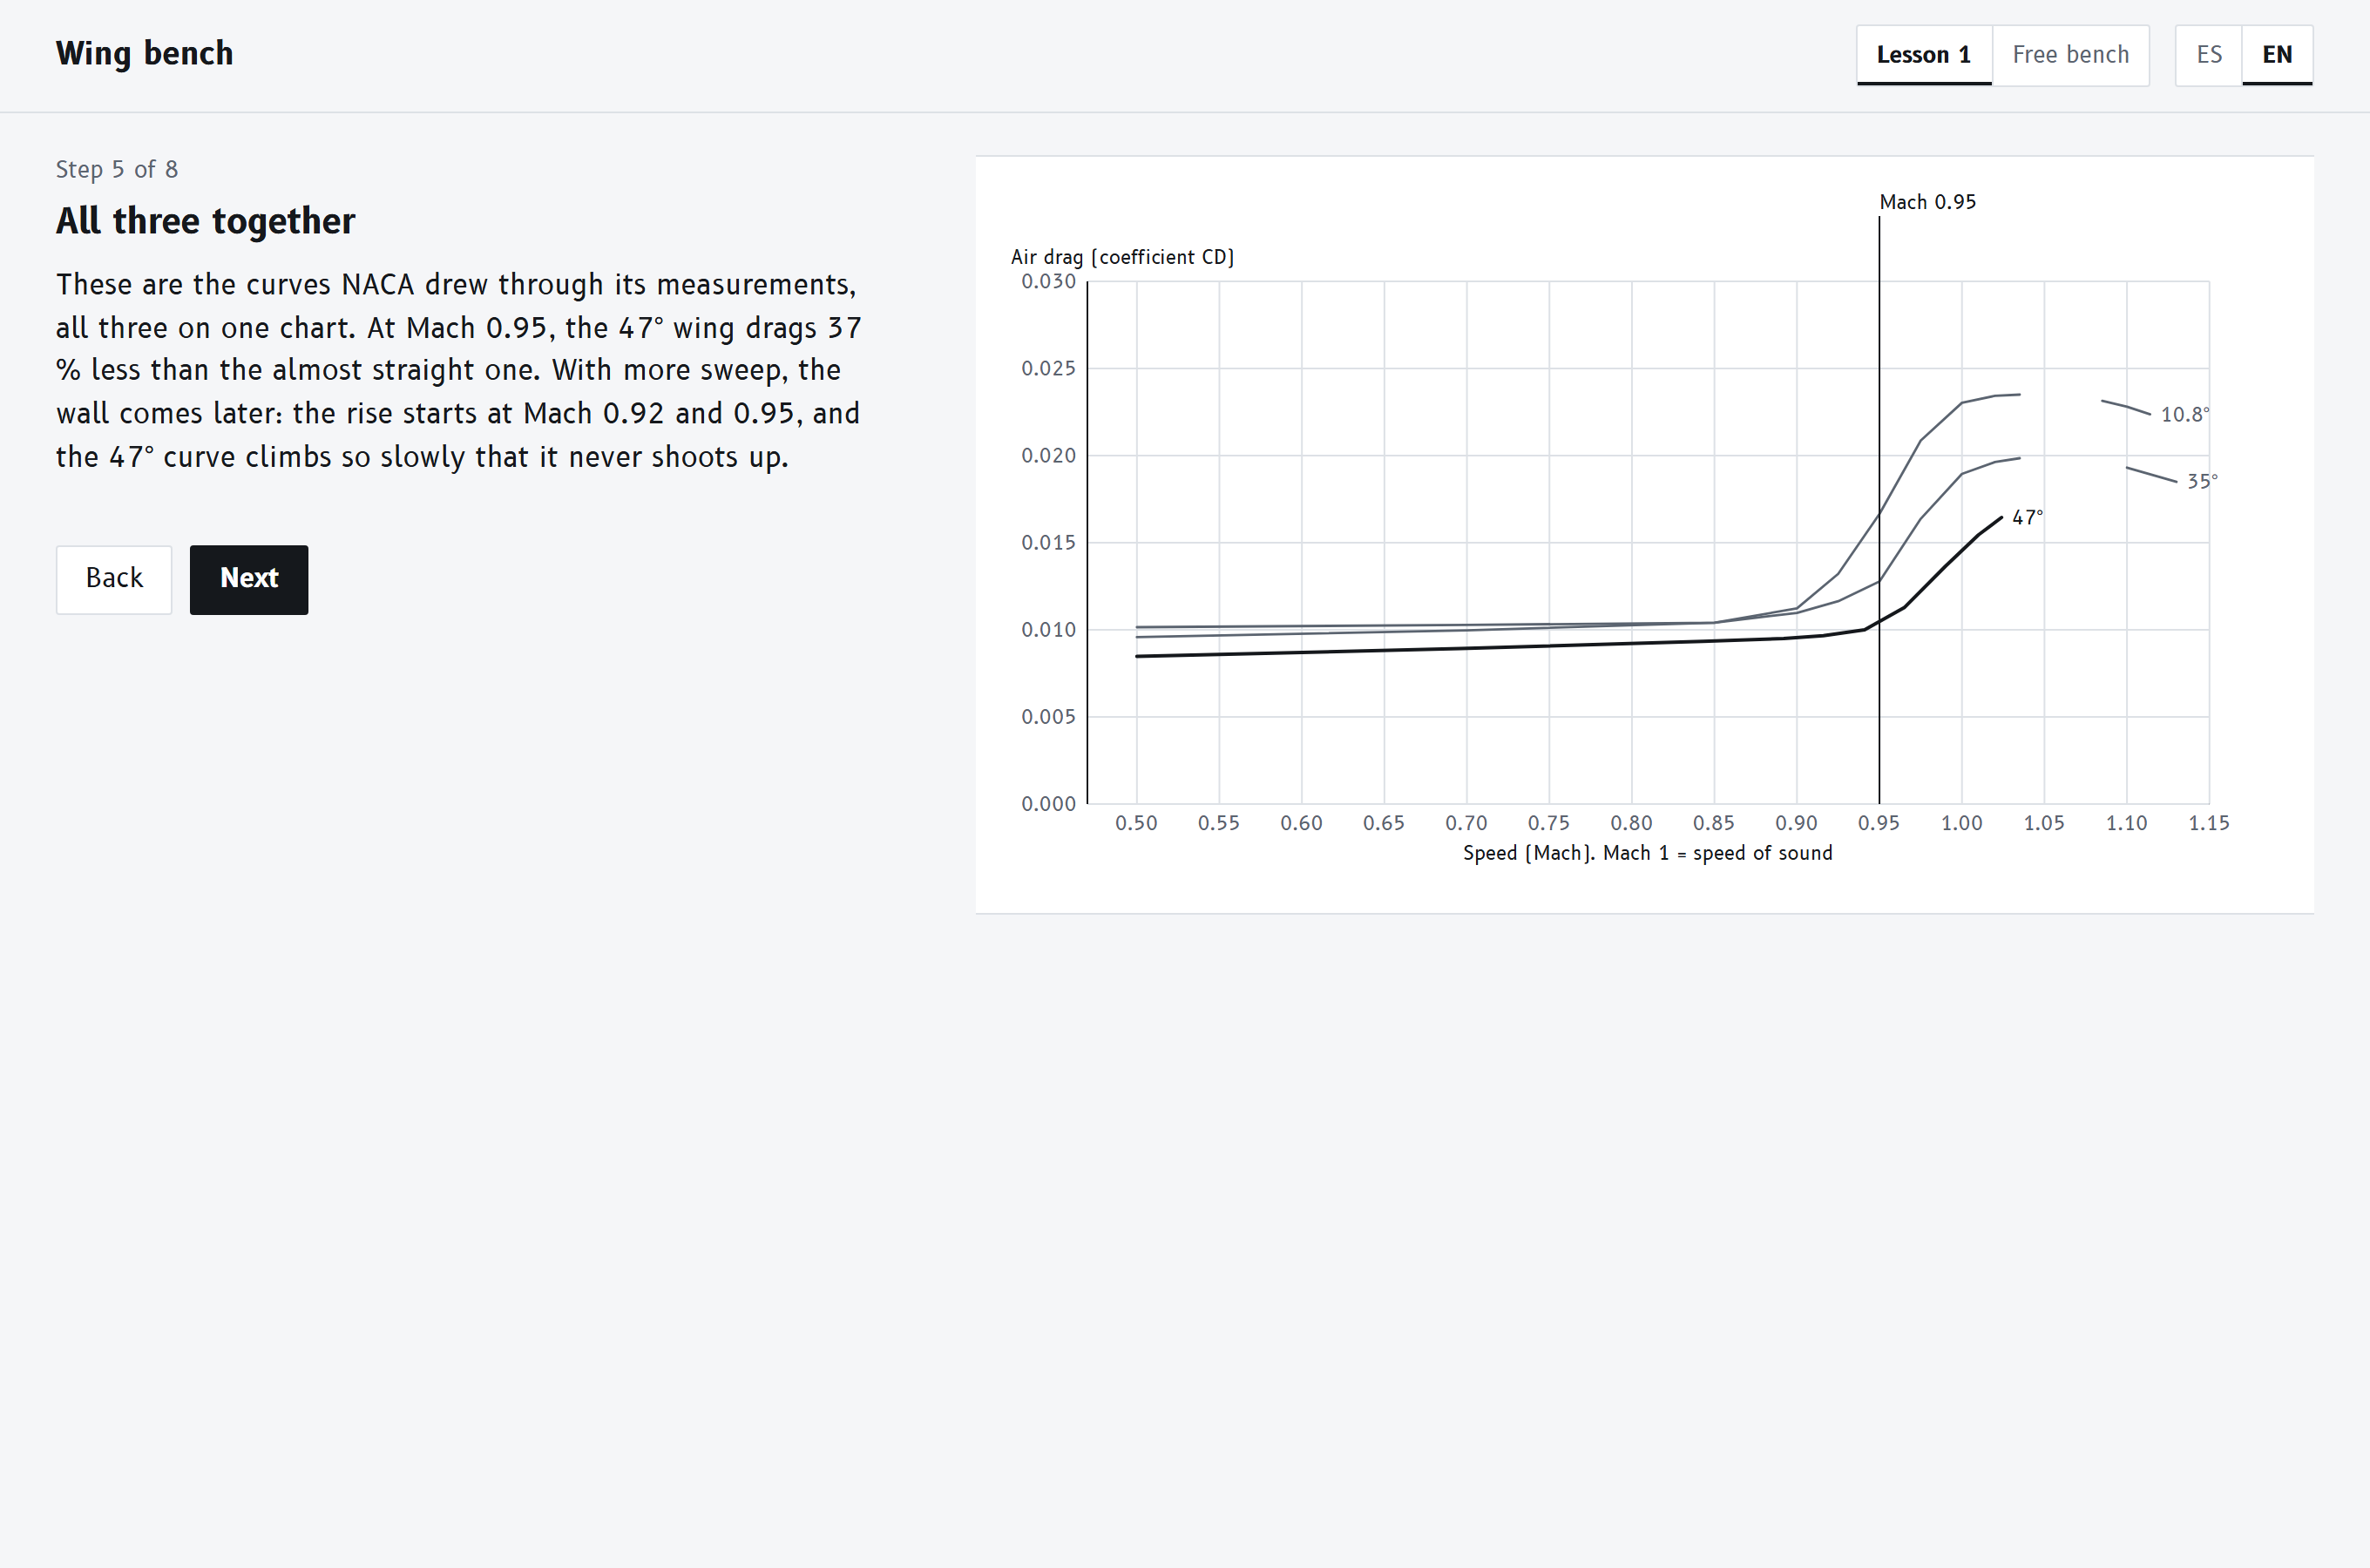 Wing bench
Lesson 1
Free bench
ES
EN
Step 5 of 8
All three together
These are the curves NACA drew through its measurements,
all three on one chart. At Mach 0.95, the 47° wing drags 37
% less than the almost straight one. With more sweep, the
wall comes later: the rise starts at Mach 0.92 and 0.95, and
the 47° curve climbs so slowly that it never shoots up.
Back
Next
Mach 0.95
Air drag (coefficient CD)
0.030
0.025
0.020
0.015
0.010
0.005
0.000
10.8°
35°
47°
0.50 0.55 0.60 0.65 0.70 0.75 0.80 0.85 0.90 0.95 1.00 1.05 1.10 1.15
Speed (Mach). Mach 1 = speed of sound